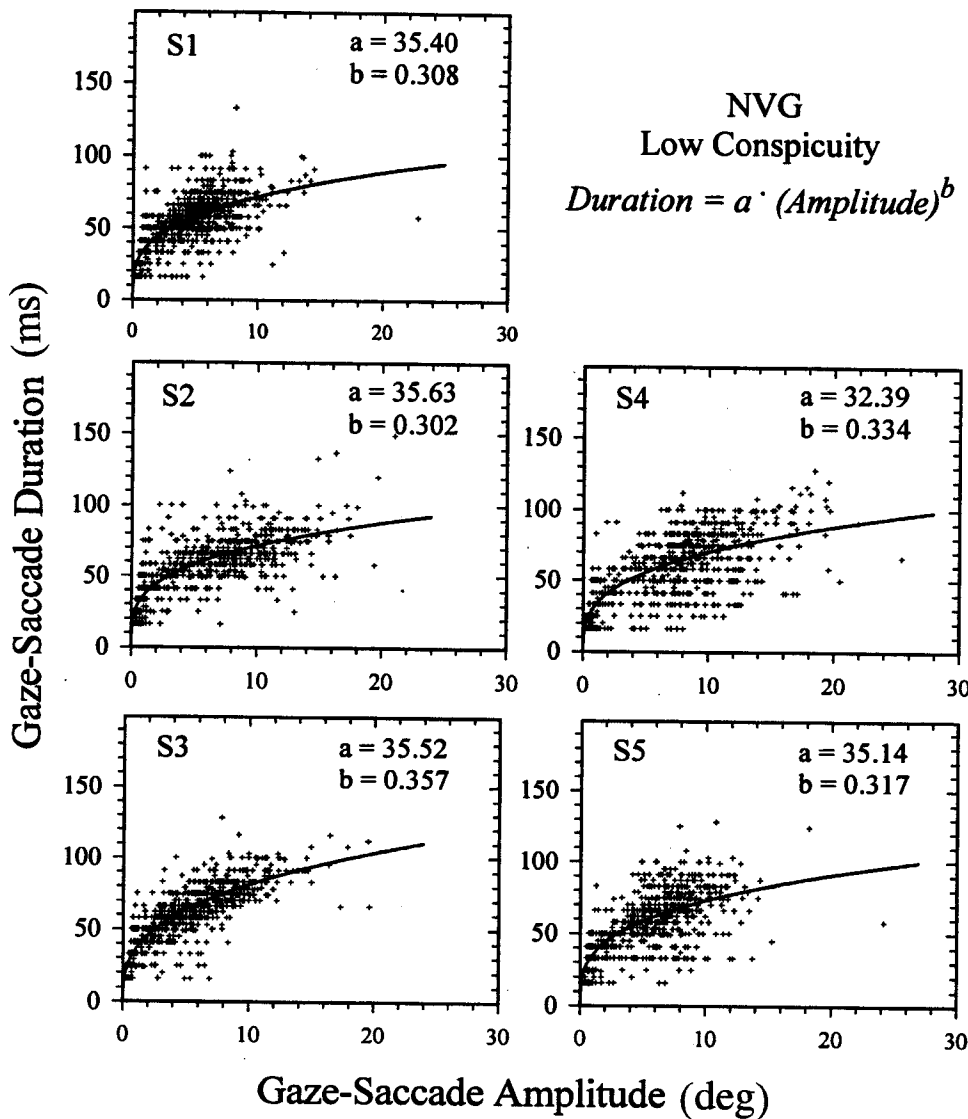 S1
a = 35.40
b = 0.308
150
100
50
0
0 10 20 30
NVG
Low Conspicuity
Duration = a · (Amplitude)^b
S2
a = 35.63
b = 0.302
150
100
50
0
0 10 20 30
S4
a = 32.39
b = 0.334
150
100
50
0
0 10 20 30
S3
a = 35.52
b = 0.357
150
100
50
0
0 10 20 30
S5
a = 35.14
b = 0.317
150
100
50
0
0 10 20 30
Gaze-Saccade Duration (ms)
Gaze-Saccade Amplitude (deg)